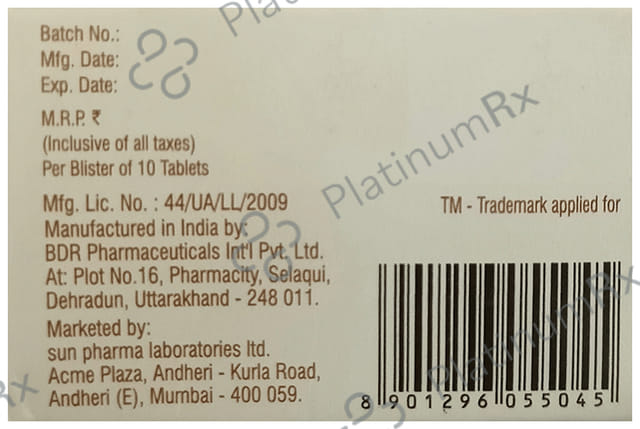 Batch No.:
Mfg. Date:
Exp. Date:
M.R.P. ₹
(Inclusive of all taxes)
Per Blister of 10 Tablets
Mfg. Lic. No. : 44/UA/LL/2009
Manufactured in India by:
BDR Pharmaceuticals Int'l Pvt. Ltd.
At: Plot No.16, Pharmacity, Selaqui,
Dehradun, Uttarakhand - 248 011.
Marketed by:
sun pharma laboratories ltd.
Acme Plaza, Andheri - Kurla Road,
Andheri (E), Mumbai - 400 059.
TM - Trademark applied for
8 901296 055045
PlatinumRx
PlatinumRx